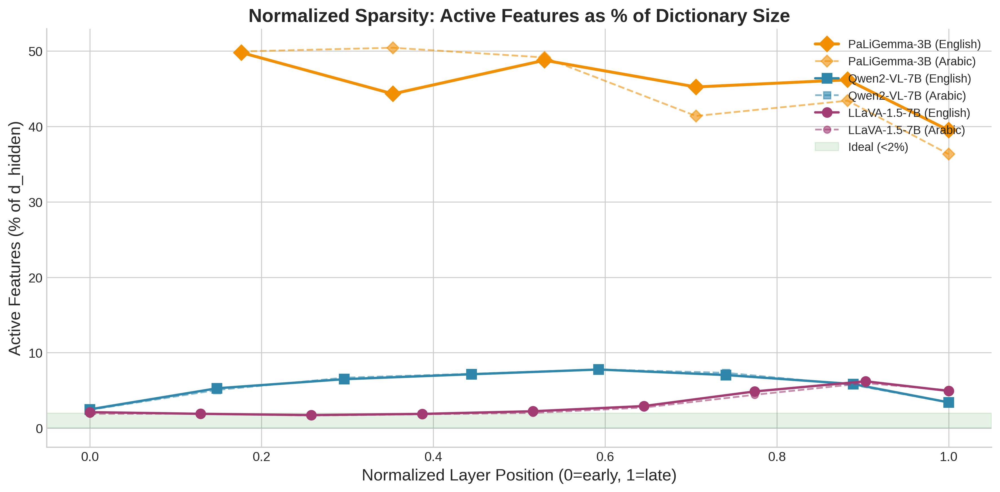 Normalized Sparsity: Active Features as % of Dictionary Size
Active Features (% of d_hidden)
50
40
30
20
10
0
PaLiGemma-3B (English)
PaLiGemma-3B (Arabic)
Qwen2-VL-7B (English)
Qwen2-VL-7B (Arabic)
LLaVA-1.5-7B (English)
LLaVA-1.5-7B (Arabic)
Ideal (<2%)
0.0 0.2 0.4 0.6 0.8 1.0
Normalized Layer Position (0=early, 1=late)